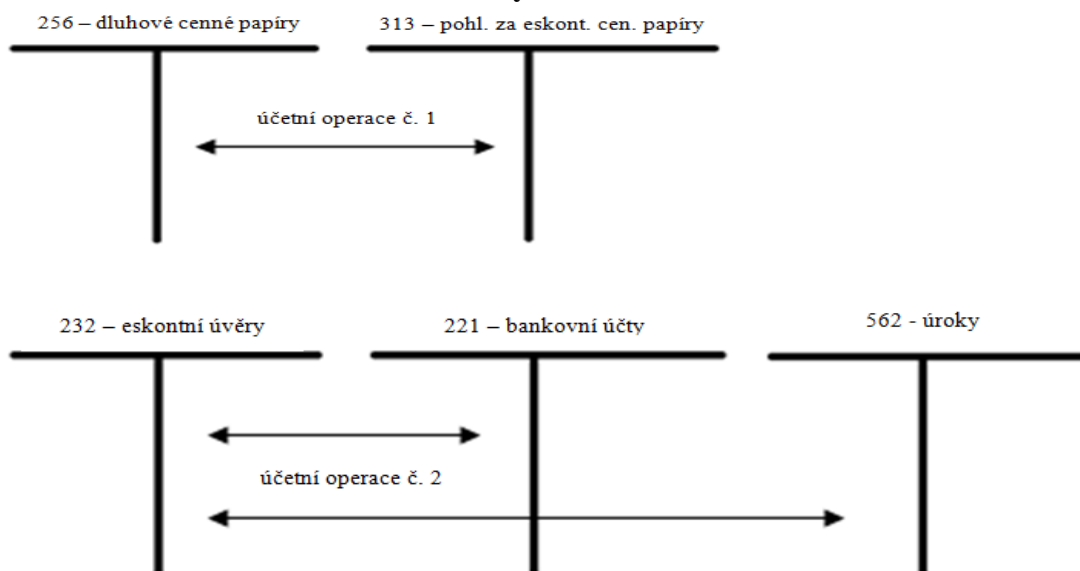 256 – dluhové cenné papíry
313 – pohl. za eskont. cen. papíry
účetní operace č. 1
232 – eskontní úvěry
221 – bankovní účty
562 - úroky
účetní operace č. 2